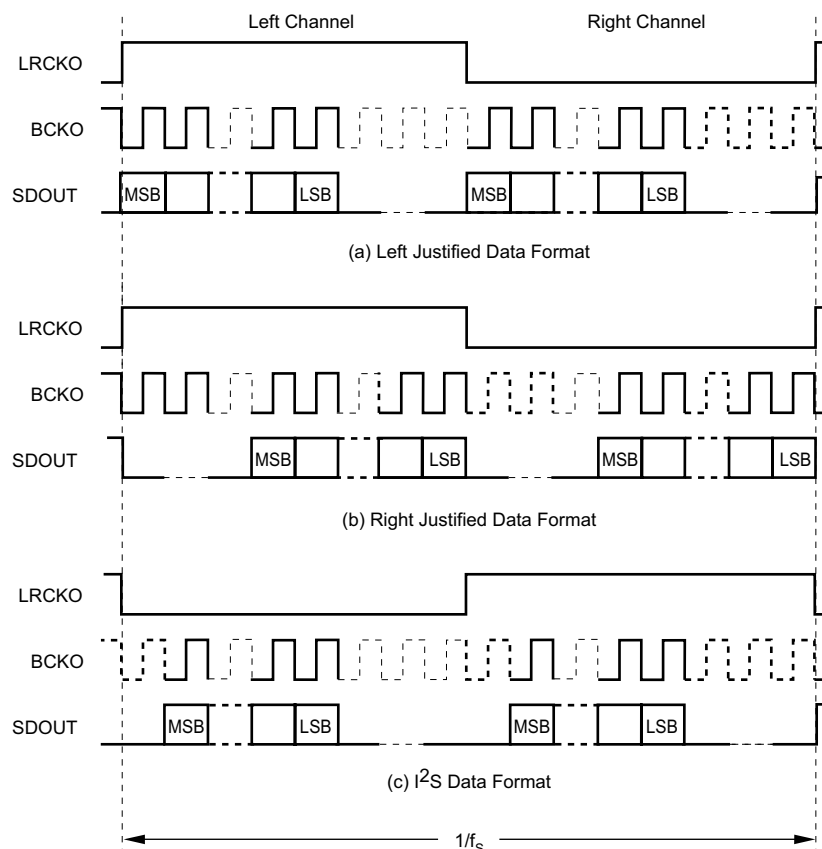 Left Channel Right Channel
LRCKO
BCKO
SDOUT MSB LSB MSB LSB
(a) Left Justified Data Format
LRCKO
BCKO
SDOUT MSB LSB MSB LSB
(b) Right Justified Data Format
LRCKO
BCKO
SDOUT MSB LSB MSB LSB
(c) I²S Data Format
1/fₛ